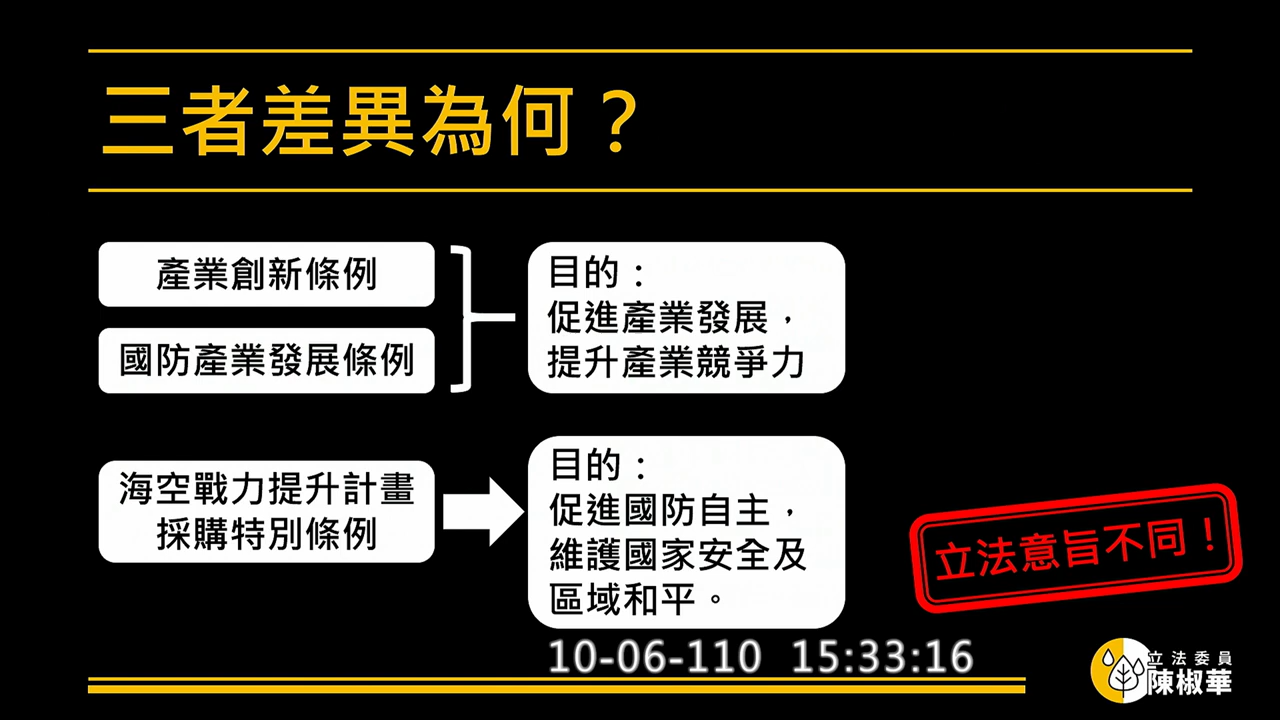 三者差異為何？
產業創新條例
國防產業發展條例
目的：
促進產業發展，
提升產業競爭力
海空戰力提升計畫
採購特別條例
目的：
促進國防自主，
維護國家安全及
區域和平。
立法意旨不同！
10-06-110 15:33:16
立法委員
陳椒華